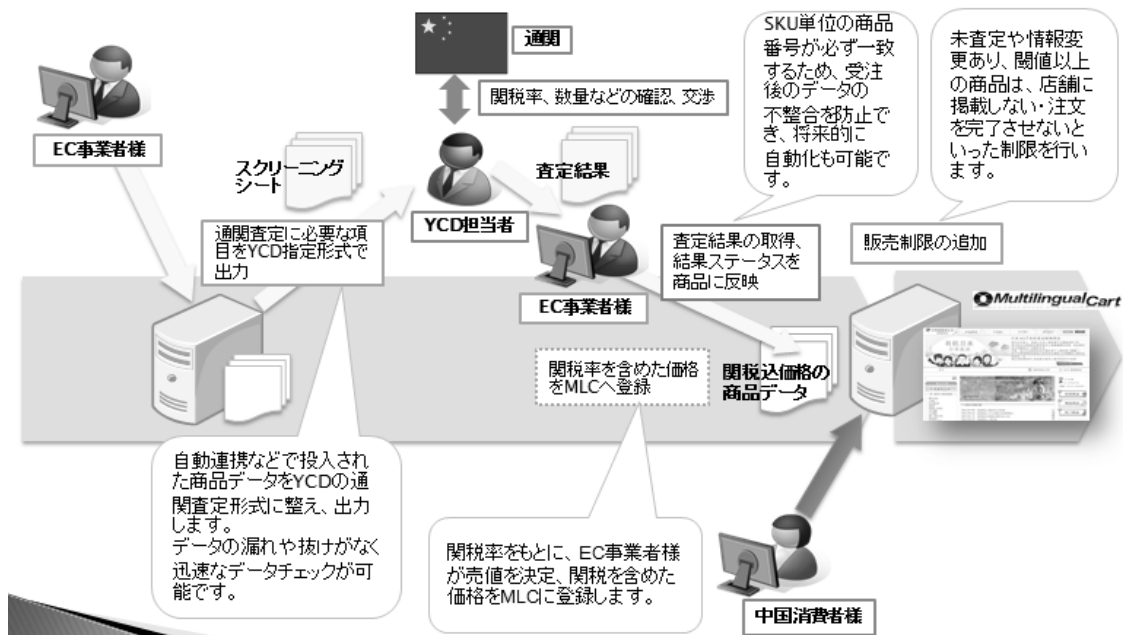 通関
SKU単位の商品
番号が必ず一致
するため、受注
後のデータの
不整合を防止で
き、将来的に
自動化も可能で
す。
未査定や情報変
更あり、閾値以上
の商品は、店舗に
掲載しない・注文
を完了させないと
いった制限を行い
ます。
関税率、数量などの確認、交渉
EC事業者様
スクリーニング
シート
査定結果
YCD担当者
通関査定に必要な項
目をYCD指定形式で
出力
EC事業者様
査定結果の取得、
結果ステータスを
商品に反映
販売制限の追加
MultilingualCart
関税率を含めた価格
をMLCへ登録
関税込価格の
商品データ
自動連携などで投入され
た商品データをYCDの通
関査定形式に整え、出力
します。
データの漏れや抜けがなく
迅速なデータチェックが可
能です。
関税率をもとに、EC事業者様
が売値を決定、関税を含めた
価格をMLCに登録します。
中国消費者様